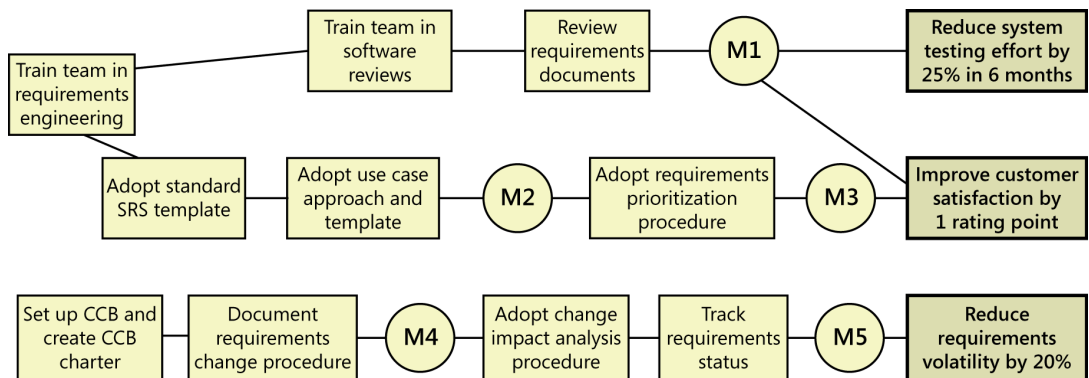 Train team in
requirements
engineering
Train team in
software
reviews
Review
requirements
documents
M1
Reduce system
testing effort by
25% in 6 months
Adopt standard
SRS template
Adopt use case
approach and
template
M2
Adopt requirements
prioritization
procedure
M3
Improve customer
satisfaction by
1 rating point
Set up CCB and
create CCB
charter
Document
requirements
change procedure
M4
Adopt change
impact analysis
procedure
Track
requirements
status
M5
Reduce
requirements
volatility by 20%